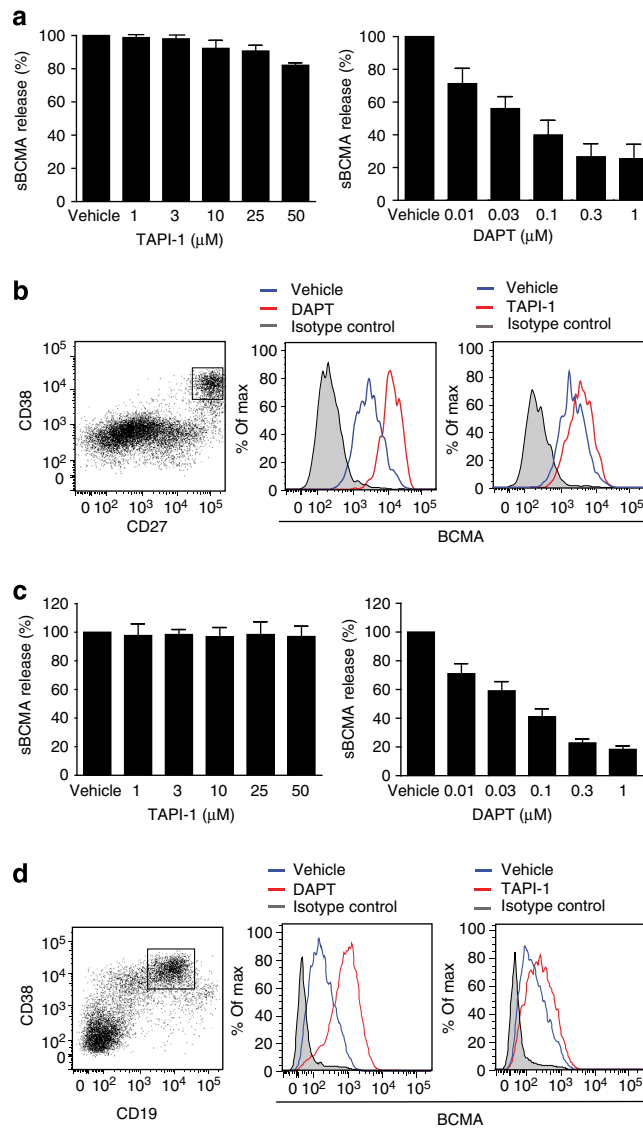 a
sBCMA release (%)
100
80
60
40
20
0
Vehicle 1 3 10 25 50
TAPI-1 (μM)
sBCMA release (%)
100
80
60
40
20
0
Vehicle 0.01 0.03 0.1 0.3 1
DAPT (μM)
b
CD38
10⁵
10⁴
10³
10²
0
0 10² 10³ 10⁴ 10⁵
CD27
Vehicle
DAPT
Isotype control
% Of max
100
80
60
40
20
0
0 10² 10³ 10⁴ 10⁵
Vehicle
TAPI-1
Isotype control
% Of max
100
80
60
40
20
0
0 10² 10³ 10⁴ 10⁵
BCMA
c
sBCMA release (%)
120
100
80
60
40
20
0
Vehicle 1 3 10 25 50
TAPI-1 (μM)
sBCMA release (%)
120
100
80
60
40
20
0
Vehicle 0.01 0.03 0.1 0.3 1
DAPT (μM)
d
CD38
10⁵
10⁴
10³
10²
0
0 10² 10³ 10⁴ 10⁵
CD19
Vehicle
DAPT
Isotype control
% Of max
100
80
60
40
20
0
0 10² 10³ 10⁴ 10⁵
Vehicle
TAPI-1
Isotype control
% Of max
100
80
60
40
20
0
0 10² 10³ 10⁴ 10⁵
BCMA